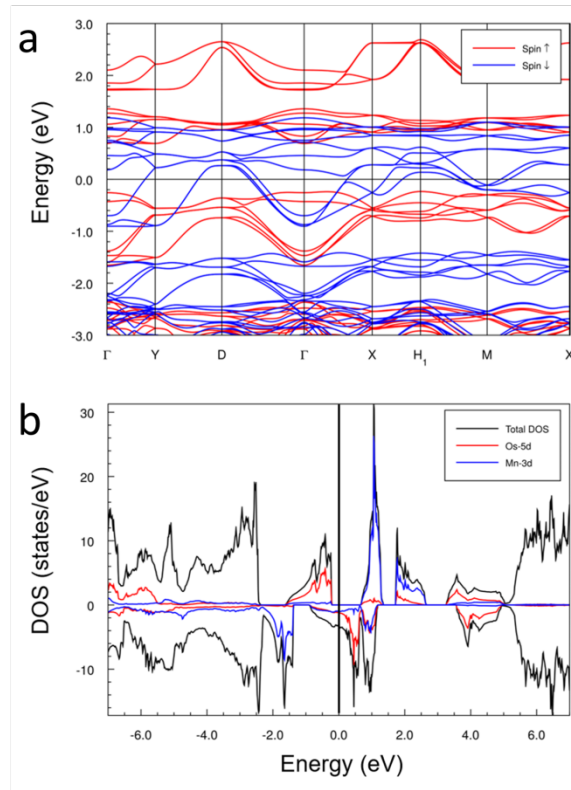 a
3.0
2.0
1.0
0.0
-1.0
-2.0
-3.0
Energy (eV)
Spin ↑
Spin ↓
Γ Y D Γ X H1 M X
b
30
20
10
0
-10
DOS (states/eV)
Total DOS
Os-5d
Mn-3d
-6.0 -4.0 -2.0 0.0 2.0 4.0 6.0
Energy (eV)